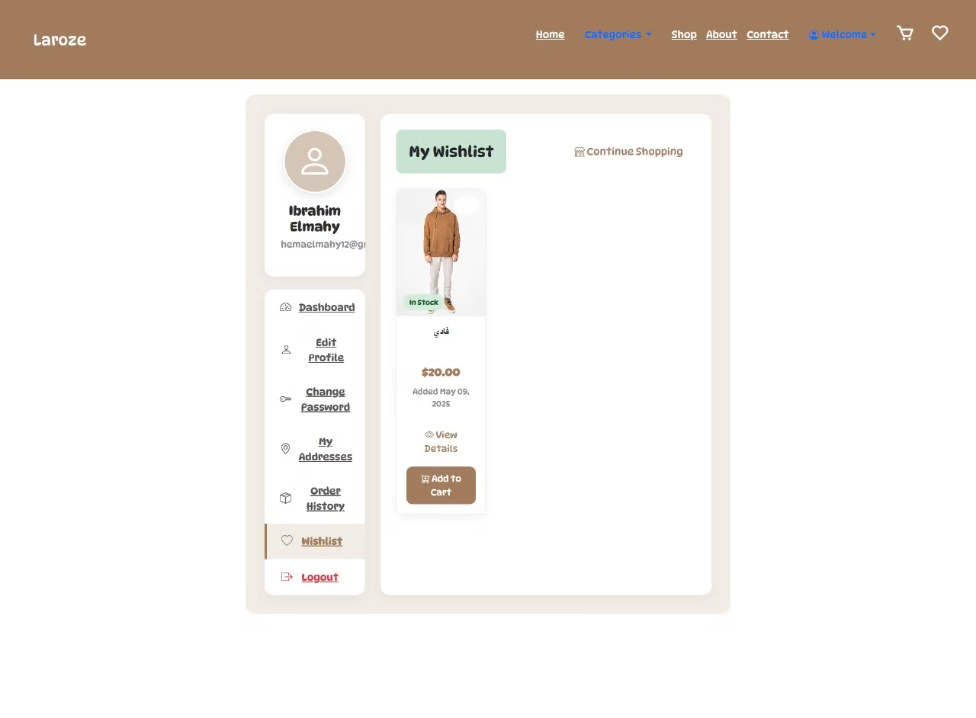 Laroze
Home
Categories
Shop
About
Contact
Welcome
Ibrahim
Elmahy
hemaelmahy12@g
Dashboard
Edit
Profile
Change
Password
My
Addresses
Order
History
Wishlist
Logout
My Wishlist
Continue Shopping
In Stock
فادي
$20.00
Added May 09,
2025
View
Details
Add to
Cart